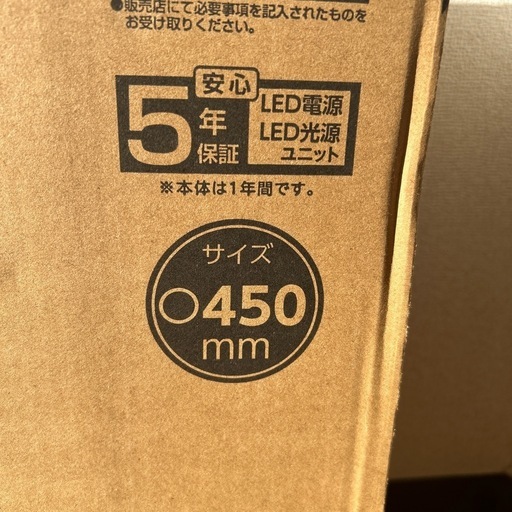 ●販売店にて必要事項を記入されたものを
お受け取りください。
安心
5年保証
LED電源
LED光源
ユニット
※本体は1年間です。
サイズ
○450
mm